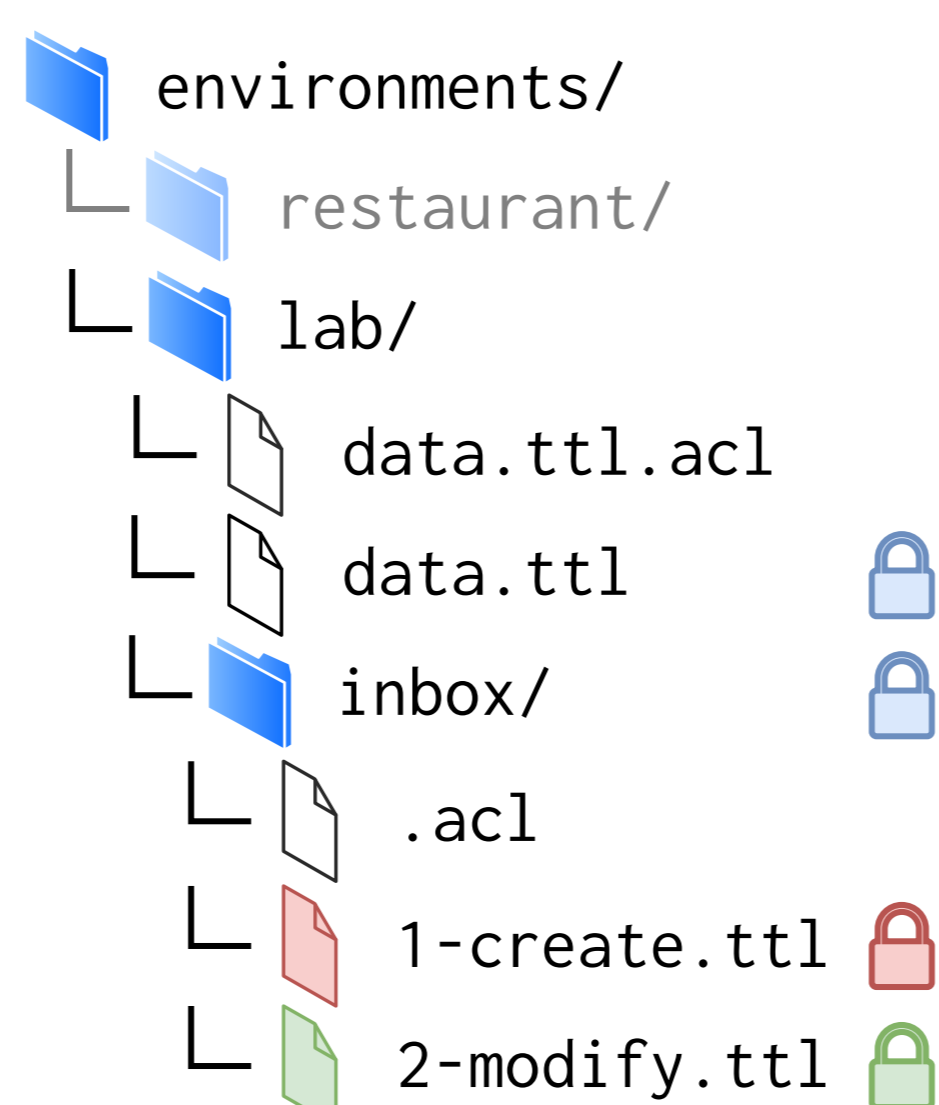 environments/
restaurant/
lab/
data.ttl.acl
data.ttl
inbox/
.acl
1-create.ttl
2-modify.ttl